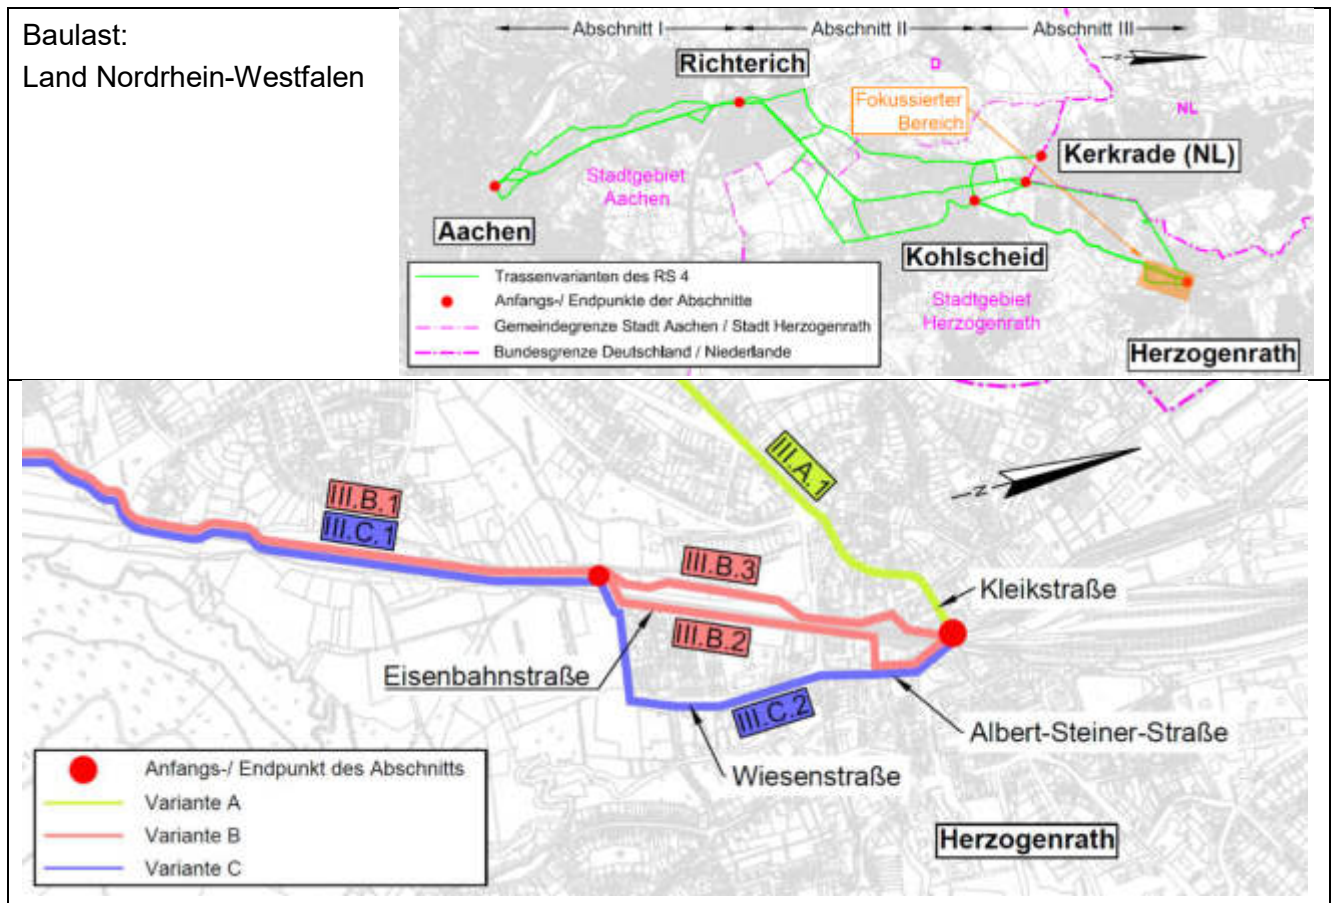 Baulast:
Land Nordrhein-Westfalen
Abschnitt I
Abschnitt II
Abschnitt III
Richterich
Fokussierter
Bereich
N
NL
Kerkrade (NL)
Stadtgebiet
Aachen
Aachen
Kohlscheid
Stadtgebiet
Herzogenrath
Herzogenrath
Trassenvarianten des RS 4
Anfangs-/ Endpunkte der Abschnitte
Gemeindegrenze Stadt Aachen / Stadt Herzogenrath
Bundesgrenze Deutschland / Niederlande
III.A.1
N
III.B.1
III.C.1
III.B.3
Kleikstraße
III.B.2
Eisenbahnstraße
III.C.2
Albert-Steiner-Straße
Wiesenstraße
Herzogenrath
Anfangs-/ Endpunkt des Abschnitts
Variante A
Variante B
Variante C